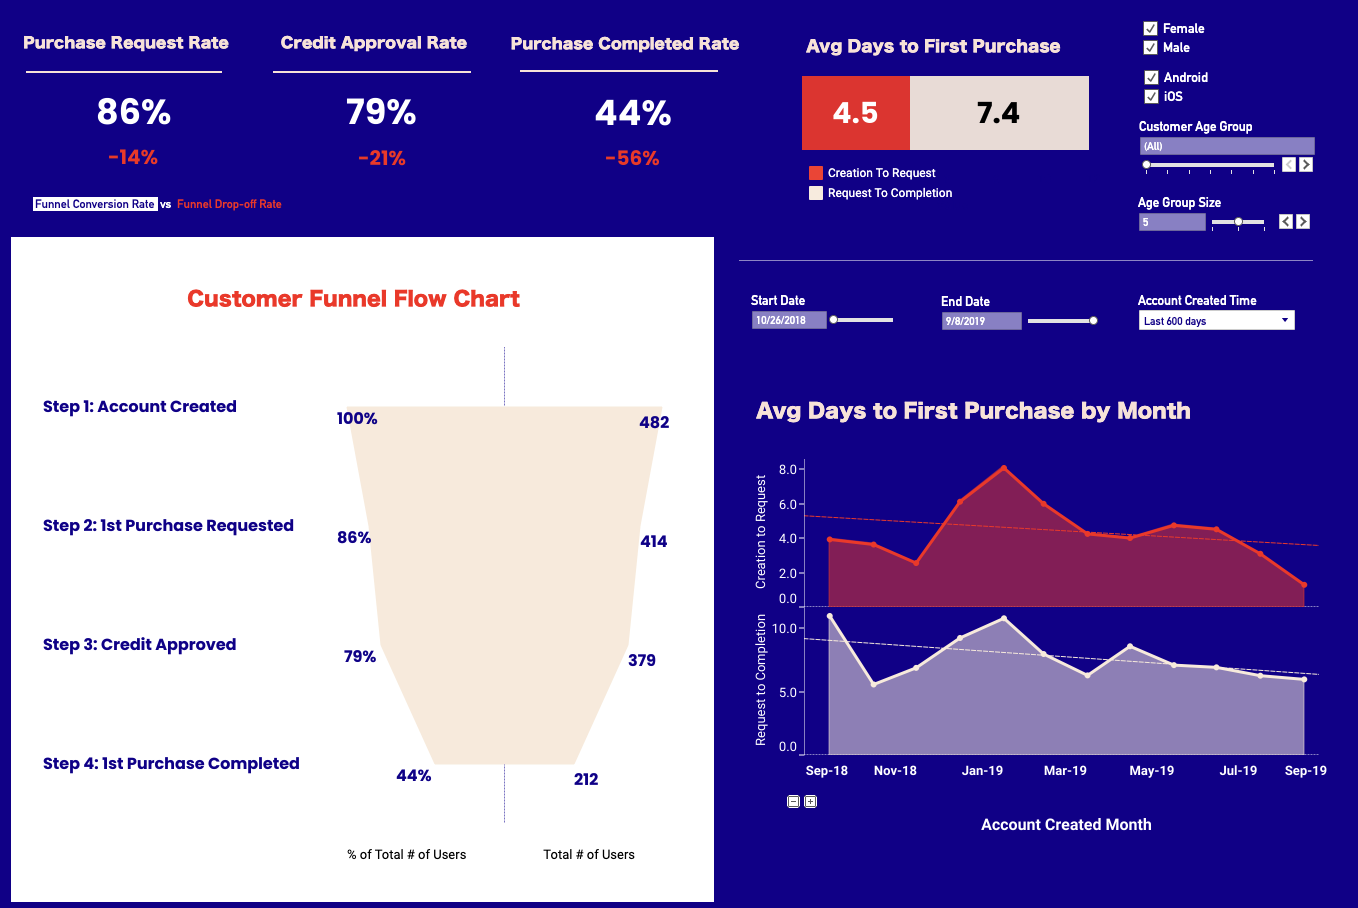 Purchase Request Rate
86%
-14%
Credit Approval Rate
79%
-21%
Purchase Completed Rate
44%
-56%
Funnel Conversion Rate vs Funnel Drop-off Rate
Avg Days to First Purchase
4.5
7.4
Creation To Request
Request To Completion
Female
Male
Android
iOS
Customer Age Group
(All)
Age Group Size
5
Customer Funnel Flow Chart
Step 1: Account Created
100%
482
Step 2: 1st Purchase Requested
86%
414
Step 3: Credit Approved
79%
379
Step 4: 1st Purchase Completed
44%
212
% of Total # of Users
Total # of Users
Start Date
10/26/2018
End Date
9/8/2019
Account Created Time
Last 600 days
Avg Days to First Purchase by Month
Creation to Request
8.0
6.0
4.0
2.0
0.0
Request to Completion
10.0
5.0
0.0
Sep-18
Nov-18
Jan-19
Mar-19
May-19
Jul-19
Sep-19
Account Created Month